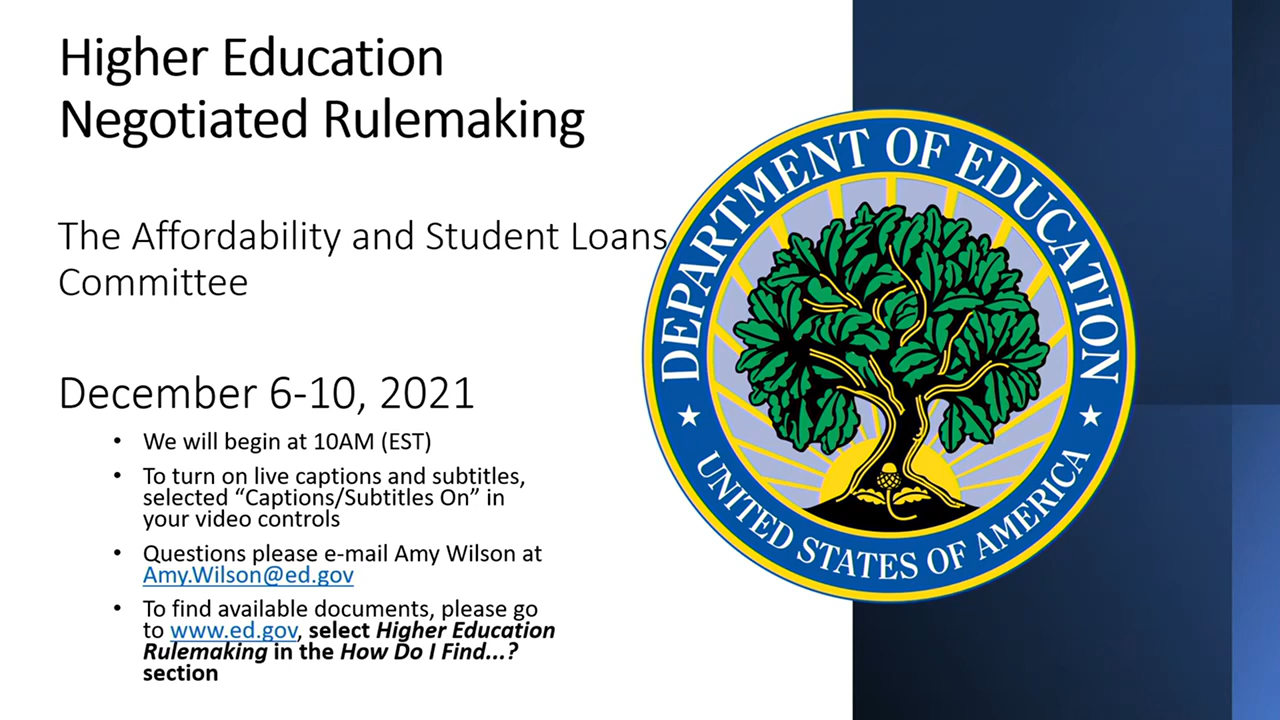 Higher Education
Negotiated Rulemaking
The Affordability and Student Loans
Committee
December 6-10, 2021
• We will begin at 10AM (EST)
• To turn on live captions and subtitles,
selected “Captions/Subtitles On” in
your video controls
• Questions please e-mail Amy Wilson at
Amy.Wilson@ed.gov
• To find available documents, please go
to www.ed.gov, select Higher Education
Rulemaking in the How Do I Find...?
section
DEPARTMENT OF EDUCATION
UNITED STATES OF AMERICA